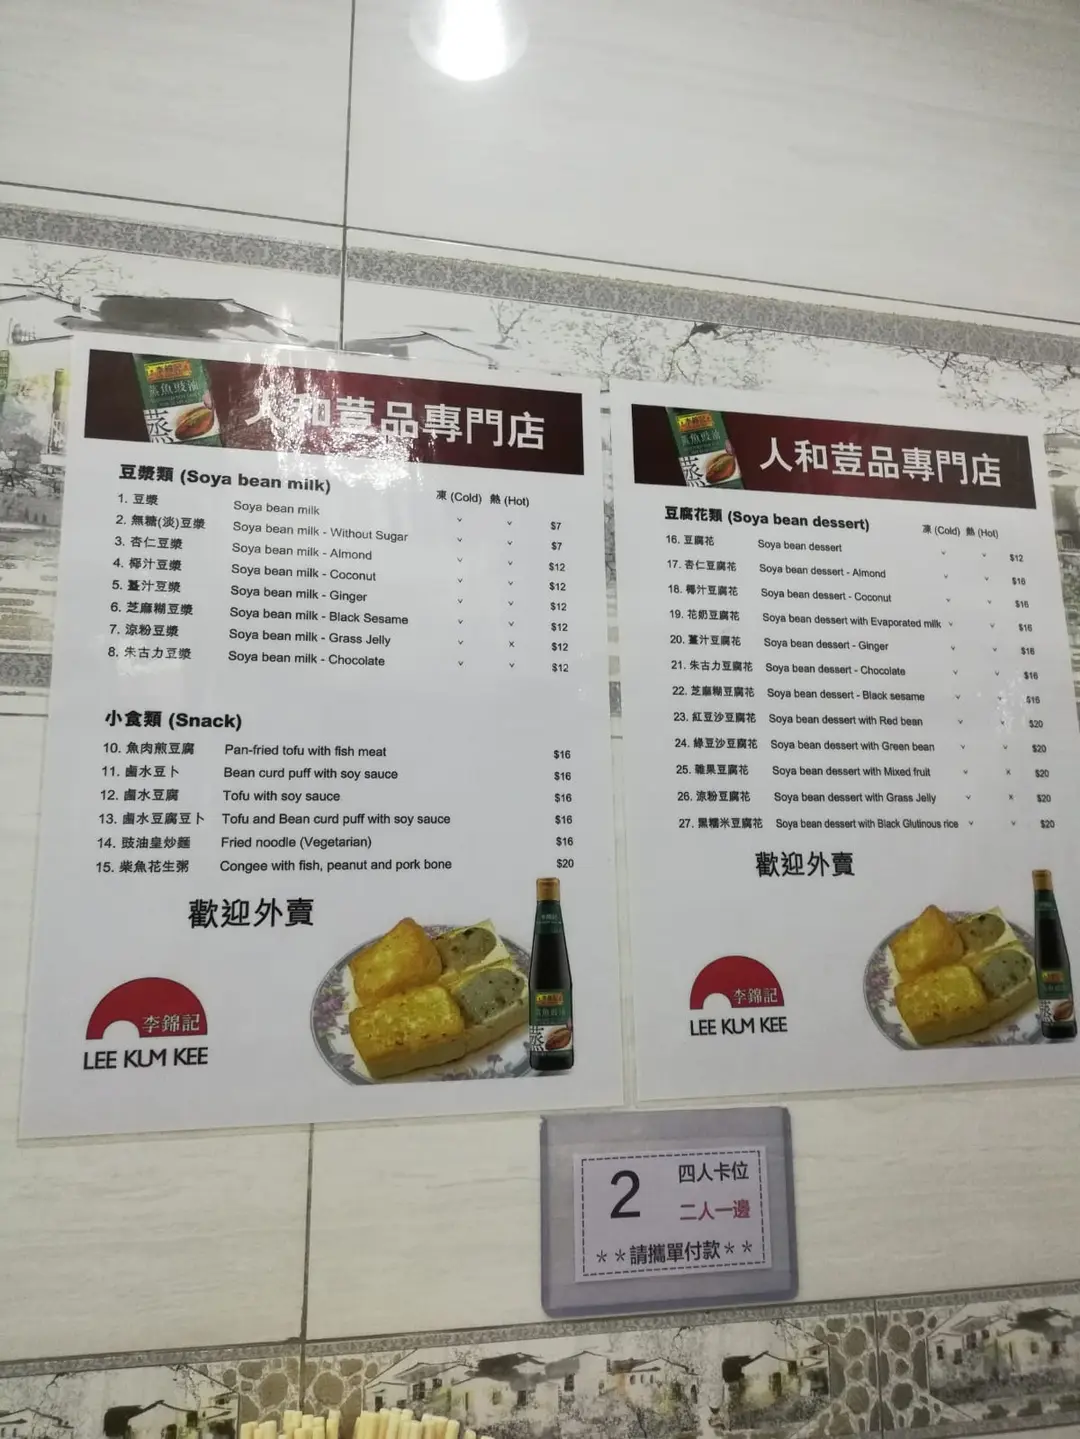 人和荳品專門店
豆漿類 (Soya bean milk) 凍 (Cold) 熱 (Hot)
1. 豆漿 Soya bean milk v v $7
2. 無糖(淡)豆漿 Soya bean milk - Without Sugar v v $7
3. 杏仁豆漿 Soya bean milk - Almond v v $12
4. 椰汁豆漿 Soya bean milk - Coconut v v $12
5. 薑汁豆漿 Soya bean milk - Ginger v v $12
6. 芝麻糊豆漿 Soya bean milk - Black Sesame v v $12
7. 涼粉豆漿 Soya bean milk - Grass Jelly v x $12
8. 朱古力豆漿 Soya bean milk - Chocolate v v $12
小食類 (Snack)
10. 魚肉煎豆腐 Pan-fried tofu with fish meat $16
11. 鹵水豆卜 Bean curd puff with soy sauce $16
12. 鹵水豆腐 Tofu with soy sauce $16
13. 鹵水豆腐豆卜 Tofu and Bean curd puff with soy sauce $16
14. 豉油皇炒麵 Fried noodle (Vegetarian) $16
15. 柴魚花生粥 Congee with fish, peanut and pork bone $20
歡迎外賣
李錦記
LEE KUM KEE
人和荳品專門店
豆腐花類 (Soya bean dessert) 凍 (Cold) 熱 (Hot)
16. 豆腐花 Soya bean dessert v v $12
17. 杏仁豆腐花 Soya bean dessert - Almond v v $16
18. 椰汁豆腐花 Soya bean dessert - Coconut v v $16
19. 花奶豆腐花 Soya bean dessert with Evaporated milk v v $16
20. 薑汁豆腐花 Soya bean dessert - Ginger v v $16
21. 朱古力豆腐花 Soya bean dessert - Chocolate v v $16
22. 芝麻糊豆腐花 Soya bean dessert - Black sesame v v $16
23. 紅豆沙豆腐花 Soya bean dessert with Red bean v v $20
24. 綠豆沙豆腐花 Soya bean dessert with Green bean v v $20
25. 雜果豆腐花 Soya bean dessert with Mixed fruit v x $20
26. 涼粉豆腐花 Soya bean dessert with Grass Jelly v x $20
27. 黑糯米豆腐花 Soya bean dessert with Black Glutinous rice v v $20
歡迎外賣
李錦記
LEE KUM KEE
2 四人卡位
二人一邊
**請攜單付款**